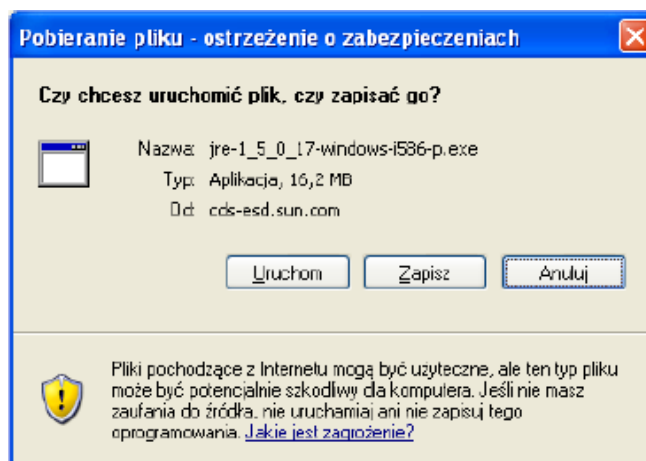 Pobieranie pliku - ostrzeżenie o zabezpieczeniach
Czy chcesz uruchomić plik, czy zapisać go?
Nazwa: jre-1_5_0_17-windows-i586-p.exe
Typ: Aplikacja, 16,2 MB
Od: cds-esd.sun.com
Uruchom Zapisz Anuluj
Pliki pochodzące z Internetu mogą być użyteczne, ale ten typ pliku
może być potencjalnie szkodliwy dla komputera. Jeśli nie masz
zaufania do źródła, nie uruchamiaj ani nie zapisuj tego
oprogramowania. Jakie jest zagrożenie?